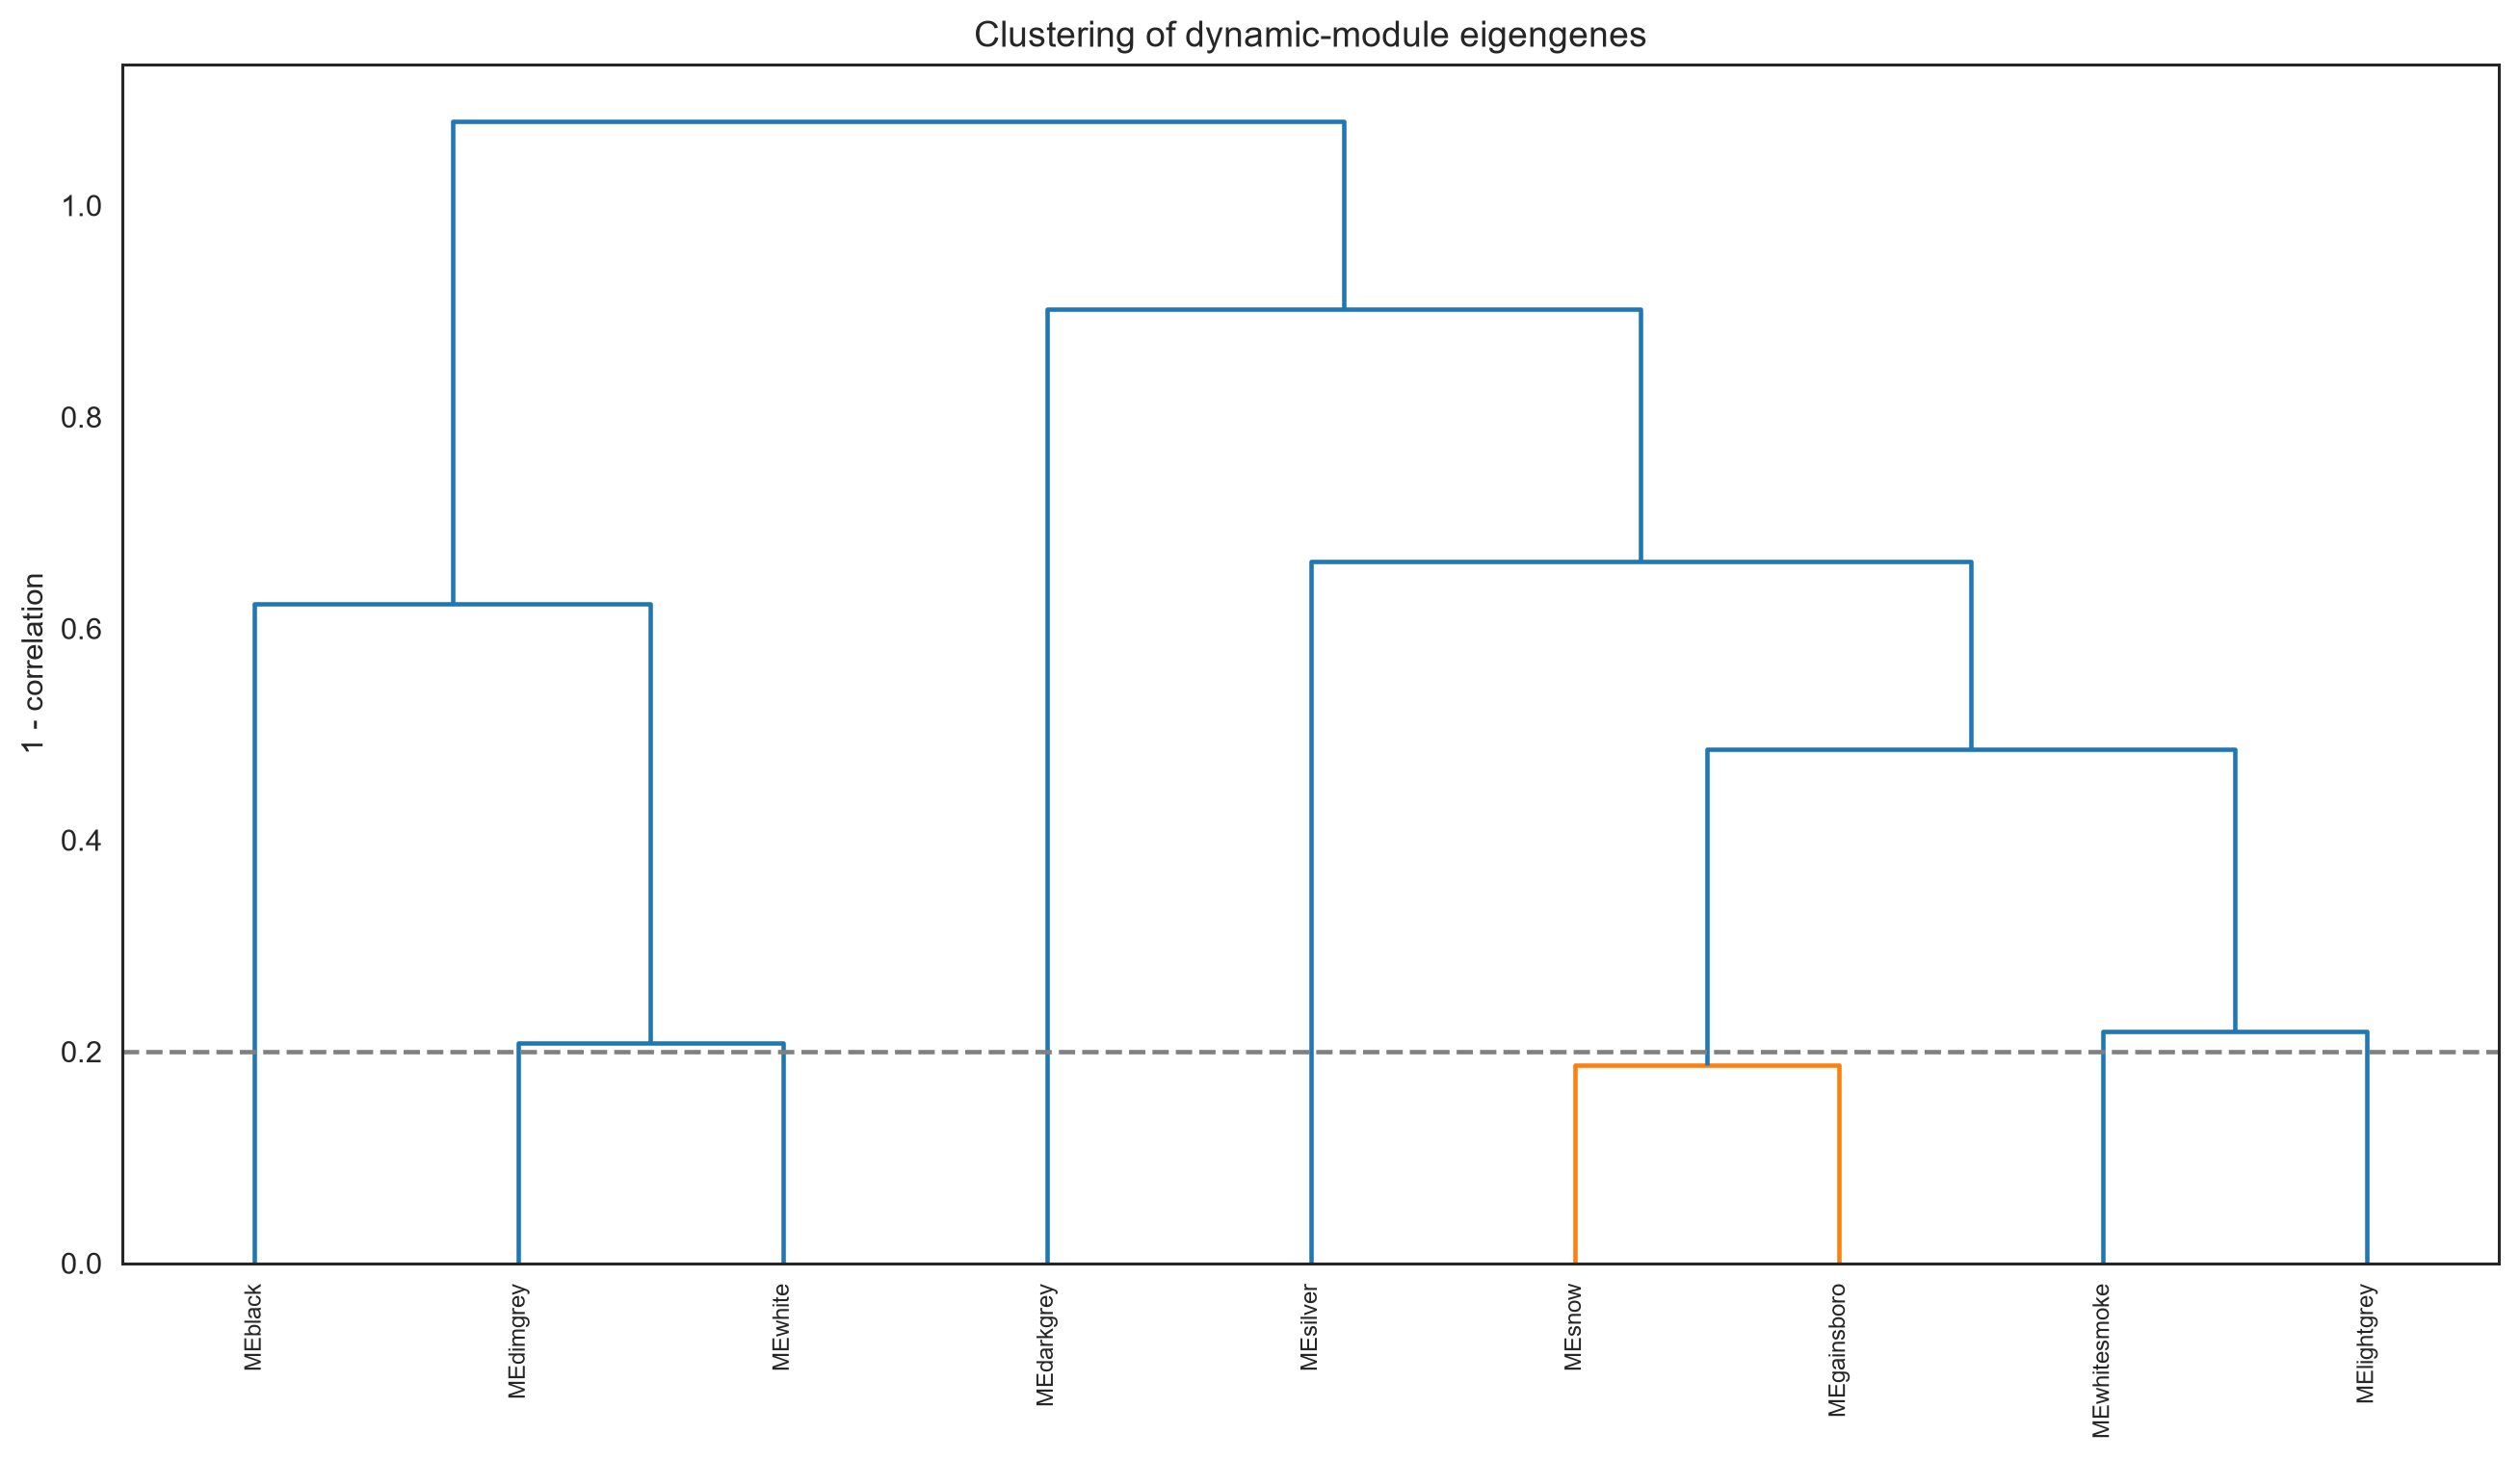 Clustering of dynamic-module eigengenes
1 - correlation
1.0
0.8
0.6
0.4
0.2
0.0
MEblack
MEdimgrey
MEwhite
MEdarkgrey
MEsilver
MEsnow
MEgainsboro
MEwhitesmoke
MElightgrey